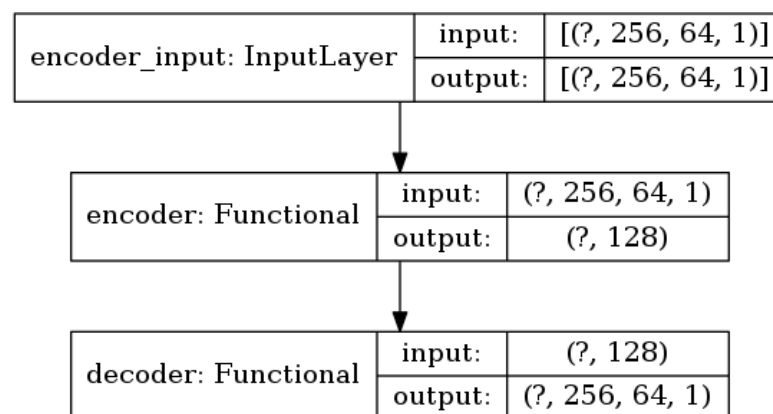 encoder_input: InputLayer
input: [(?, 256, 64, 1)]
output: [(?, 256, 64, 1)]
encoder: Functional
input: (?, 256, 64, 1)
output: (?, 128)
decoder: Functional
input: (?, 128)
output: (?, 256, 64, 1)